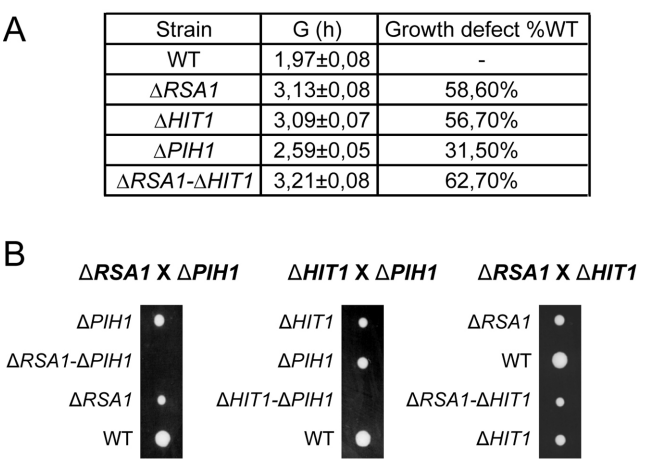 A
Strain G (h) Growth defect %WT
WT 1,97±0,08 -
ΔRSA1 3,13±0,08 58,60%
ΔHIT1 3,09±0,07 56,70%
ΔPIH1 2,59±0,05 31,50%
ΔRSA1-ΔHIT1 3,21±0,08 62,70%
B
ΔRSA1 X ΔPIH1
ΔPIH1
ΔRSA1-ΔPIH1
ΔRSA1
WT
ΔHIT1 X ΔPIH1
ΔHIT1
ΔPIH1
ΔHIT1-ΔPIH1
WT
ΔRSA1 X ΔHIT1
ΔRSA1
WT
ΔRSA1-ΔHIT1
ΔHIT1